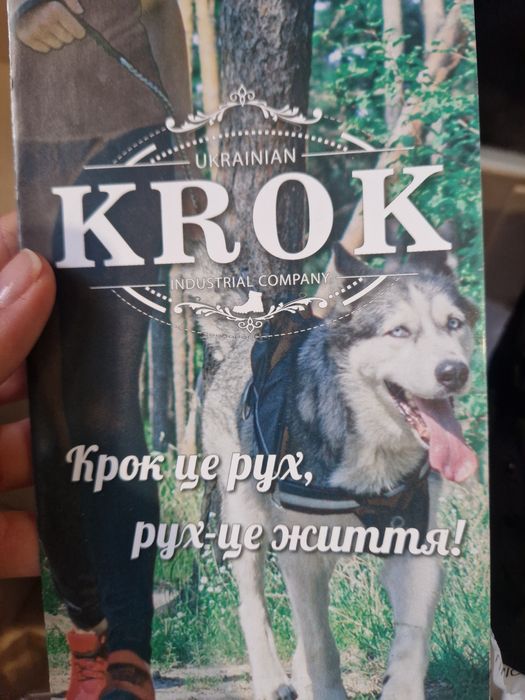 UKRAINIAN
KROK
INDUSTRIAL COMPANY
Крок це рух,
рух-це життя!